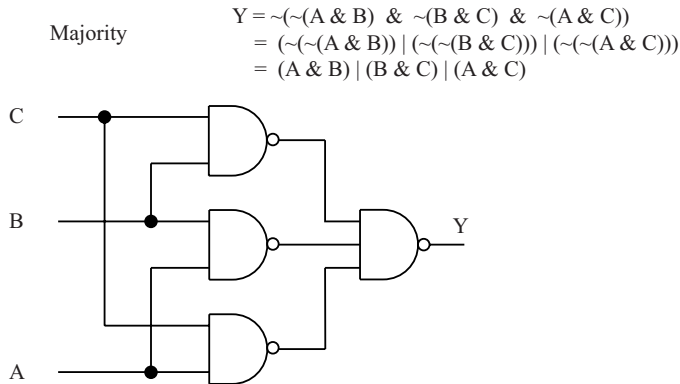 Majority
Y = ~(~(A & B) & ~(B & C) & ~(A & C))
= (~(~(A & B)) | (~(~(B & C))) | (~(~(A & C)))
= (A & B) | (B & C) | (A & C)
C
B
Y
A